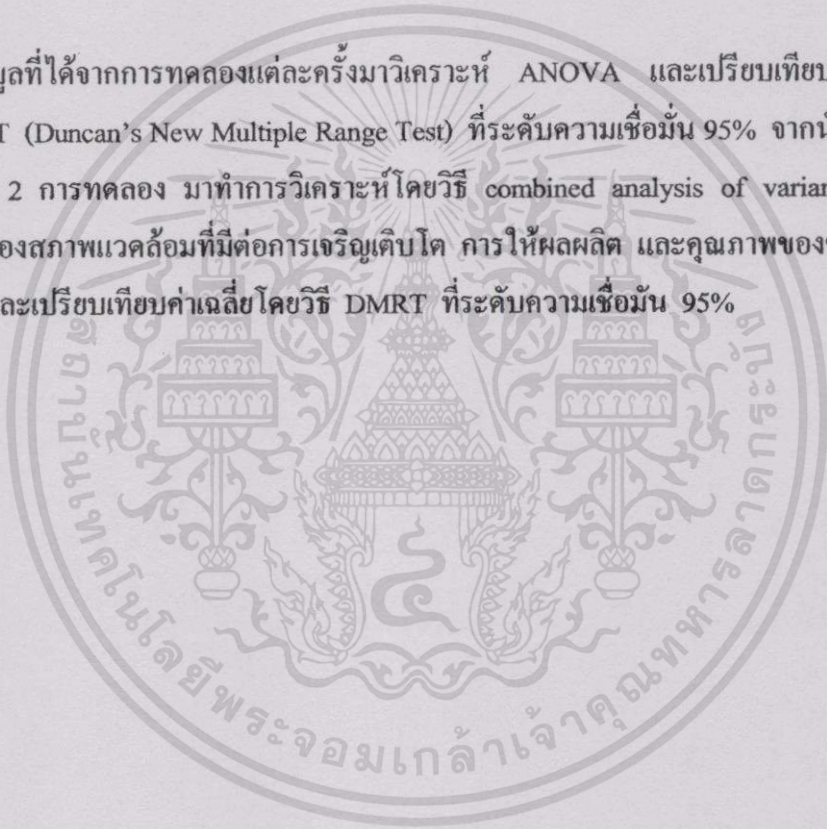 มูลที่ได้จากการทดลองแต่ละครั้งมาวิเคราะห์ ANOVA และเปรียบเทียบ
T (Duncan's New Multiple Range Test) ที่ระดับความเชื่อมั่น 95% จากน
2 การทดลอง มาทำการวิเคราะห์โดยวิธี combined analysis of varian
องสภาพแวดล้อมที่มีต่อการเจริญเติบโต การให้ผลผลิต และคุณภาพของ
ละเปรียบเทียบค่าเฉลี่ยโดยวิธี DMRT ที่ระดับความเชื่อมั่น 95%
สถาบันเทคโนโลยีพระจอมเกล้าเจ้าคุณทหารลาดกระบัง